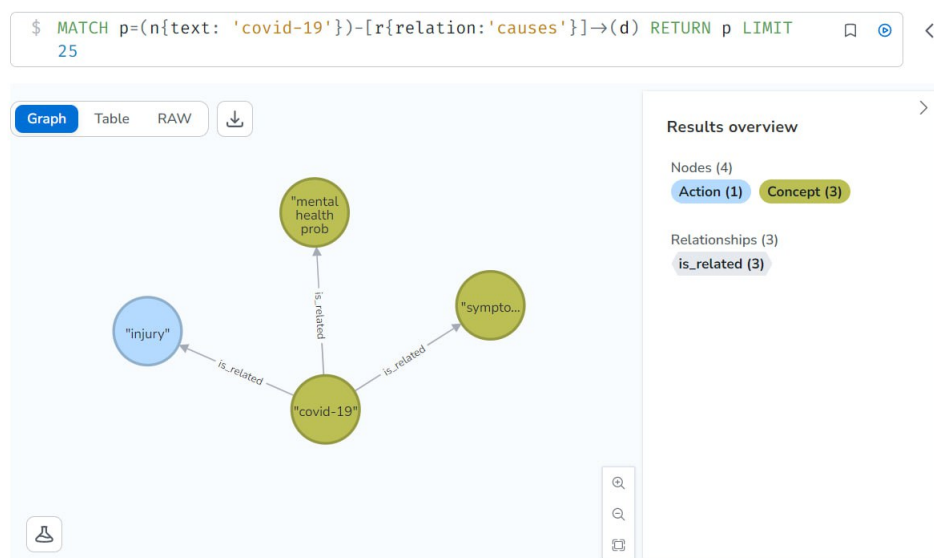 $ MATCH p=(n{text: 'covid-19'})-[r{relation:'causes'}]→(d) RETURN p LIMIT
25
Graph Table RAW
Results overview
Nodes (4)
Action (1) Concept (3)
Relationships (3)
is_related (3)
"mental
health
prob
is_related
"sympto...
"injury"
is_related
is_related
"covid-19"